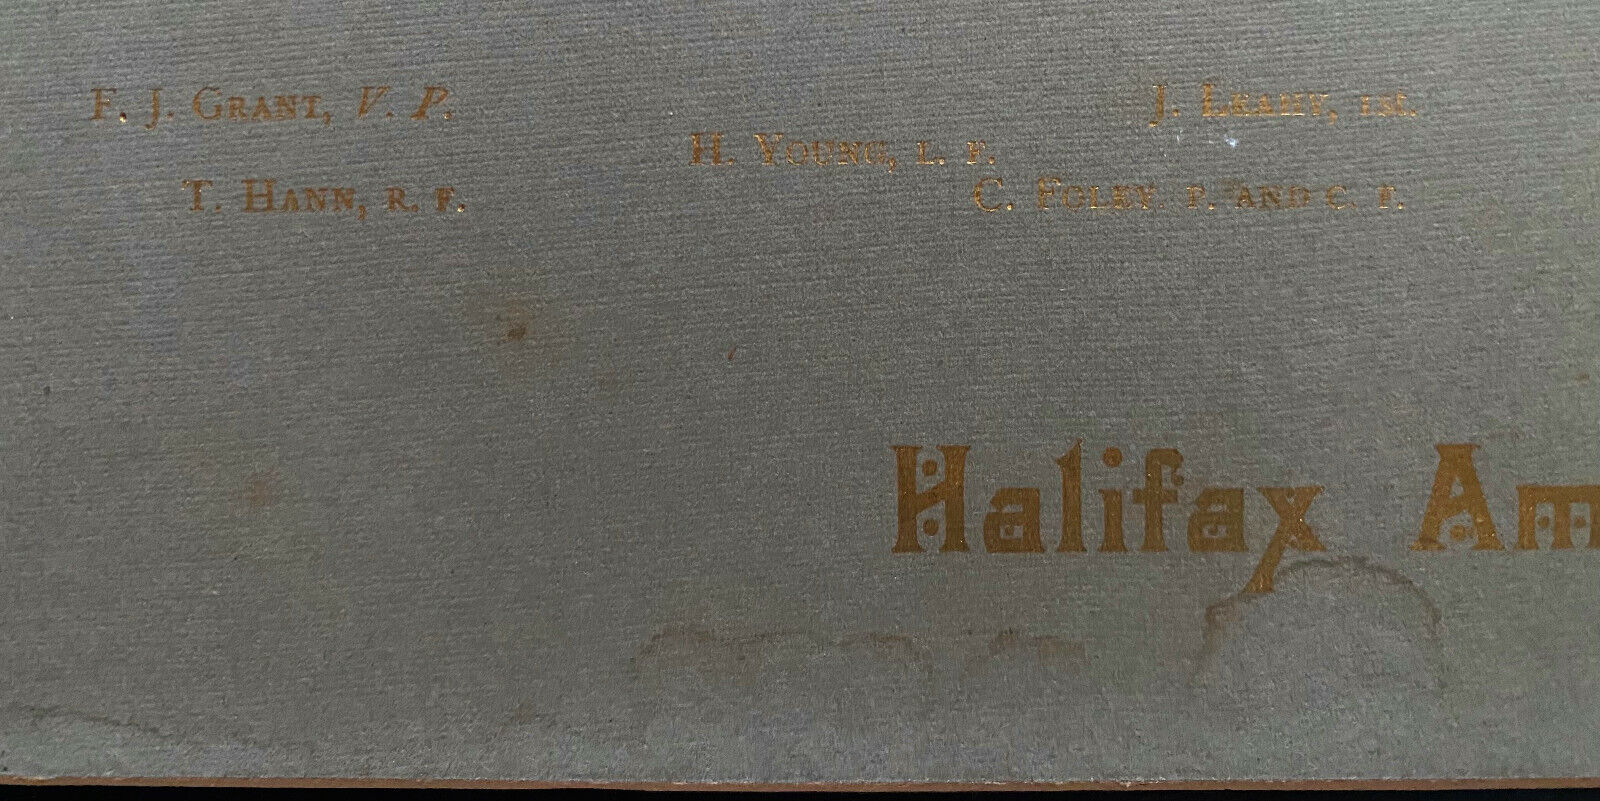 F. J. GRANT, V. P.
J. LEAHY, 1st.
H. YOUNG, L. F.
T. HANN, R. F.
C. FOLEY. P. AND C. F.
Halifax Am